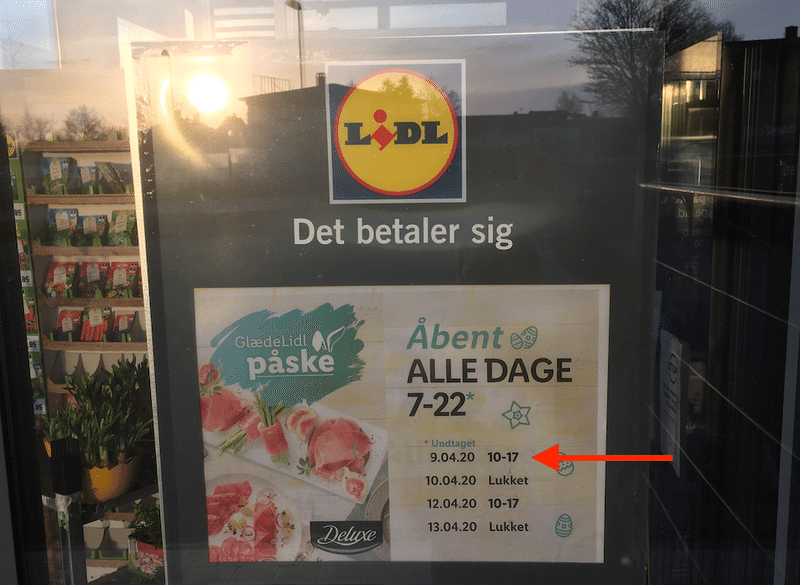 LIDL
Det betaler sig
GlædeLidl
påske
Åbent
ALLE DAGE
7-22*
* Undtaget
9.04.20 10-17
10.04.20 Lukket
12.04.20 10-17
13.04.20 Lukket
Deluxe